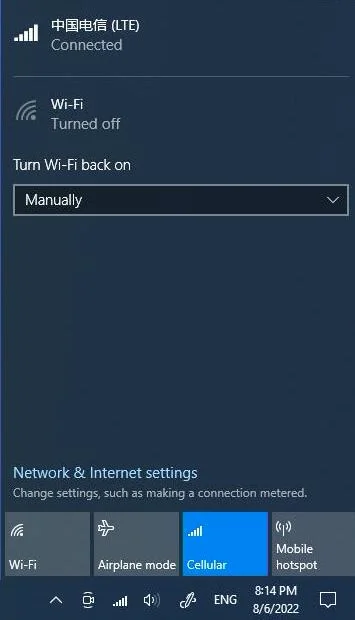 中国电信 (LTE)
Connected
Wi-Fi
Turned off
Turn Wi-Fi back on
Manually
Network & Internet settings
Change settings, such as making a connection metered.
Wi-Fi
Airplane mode
Cellular
Mobile
hotspot
ENG
8:14 PM
8/6/2022